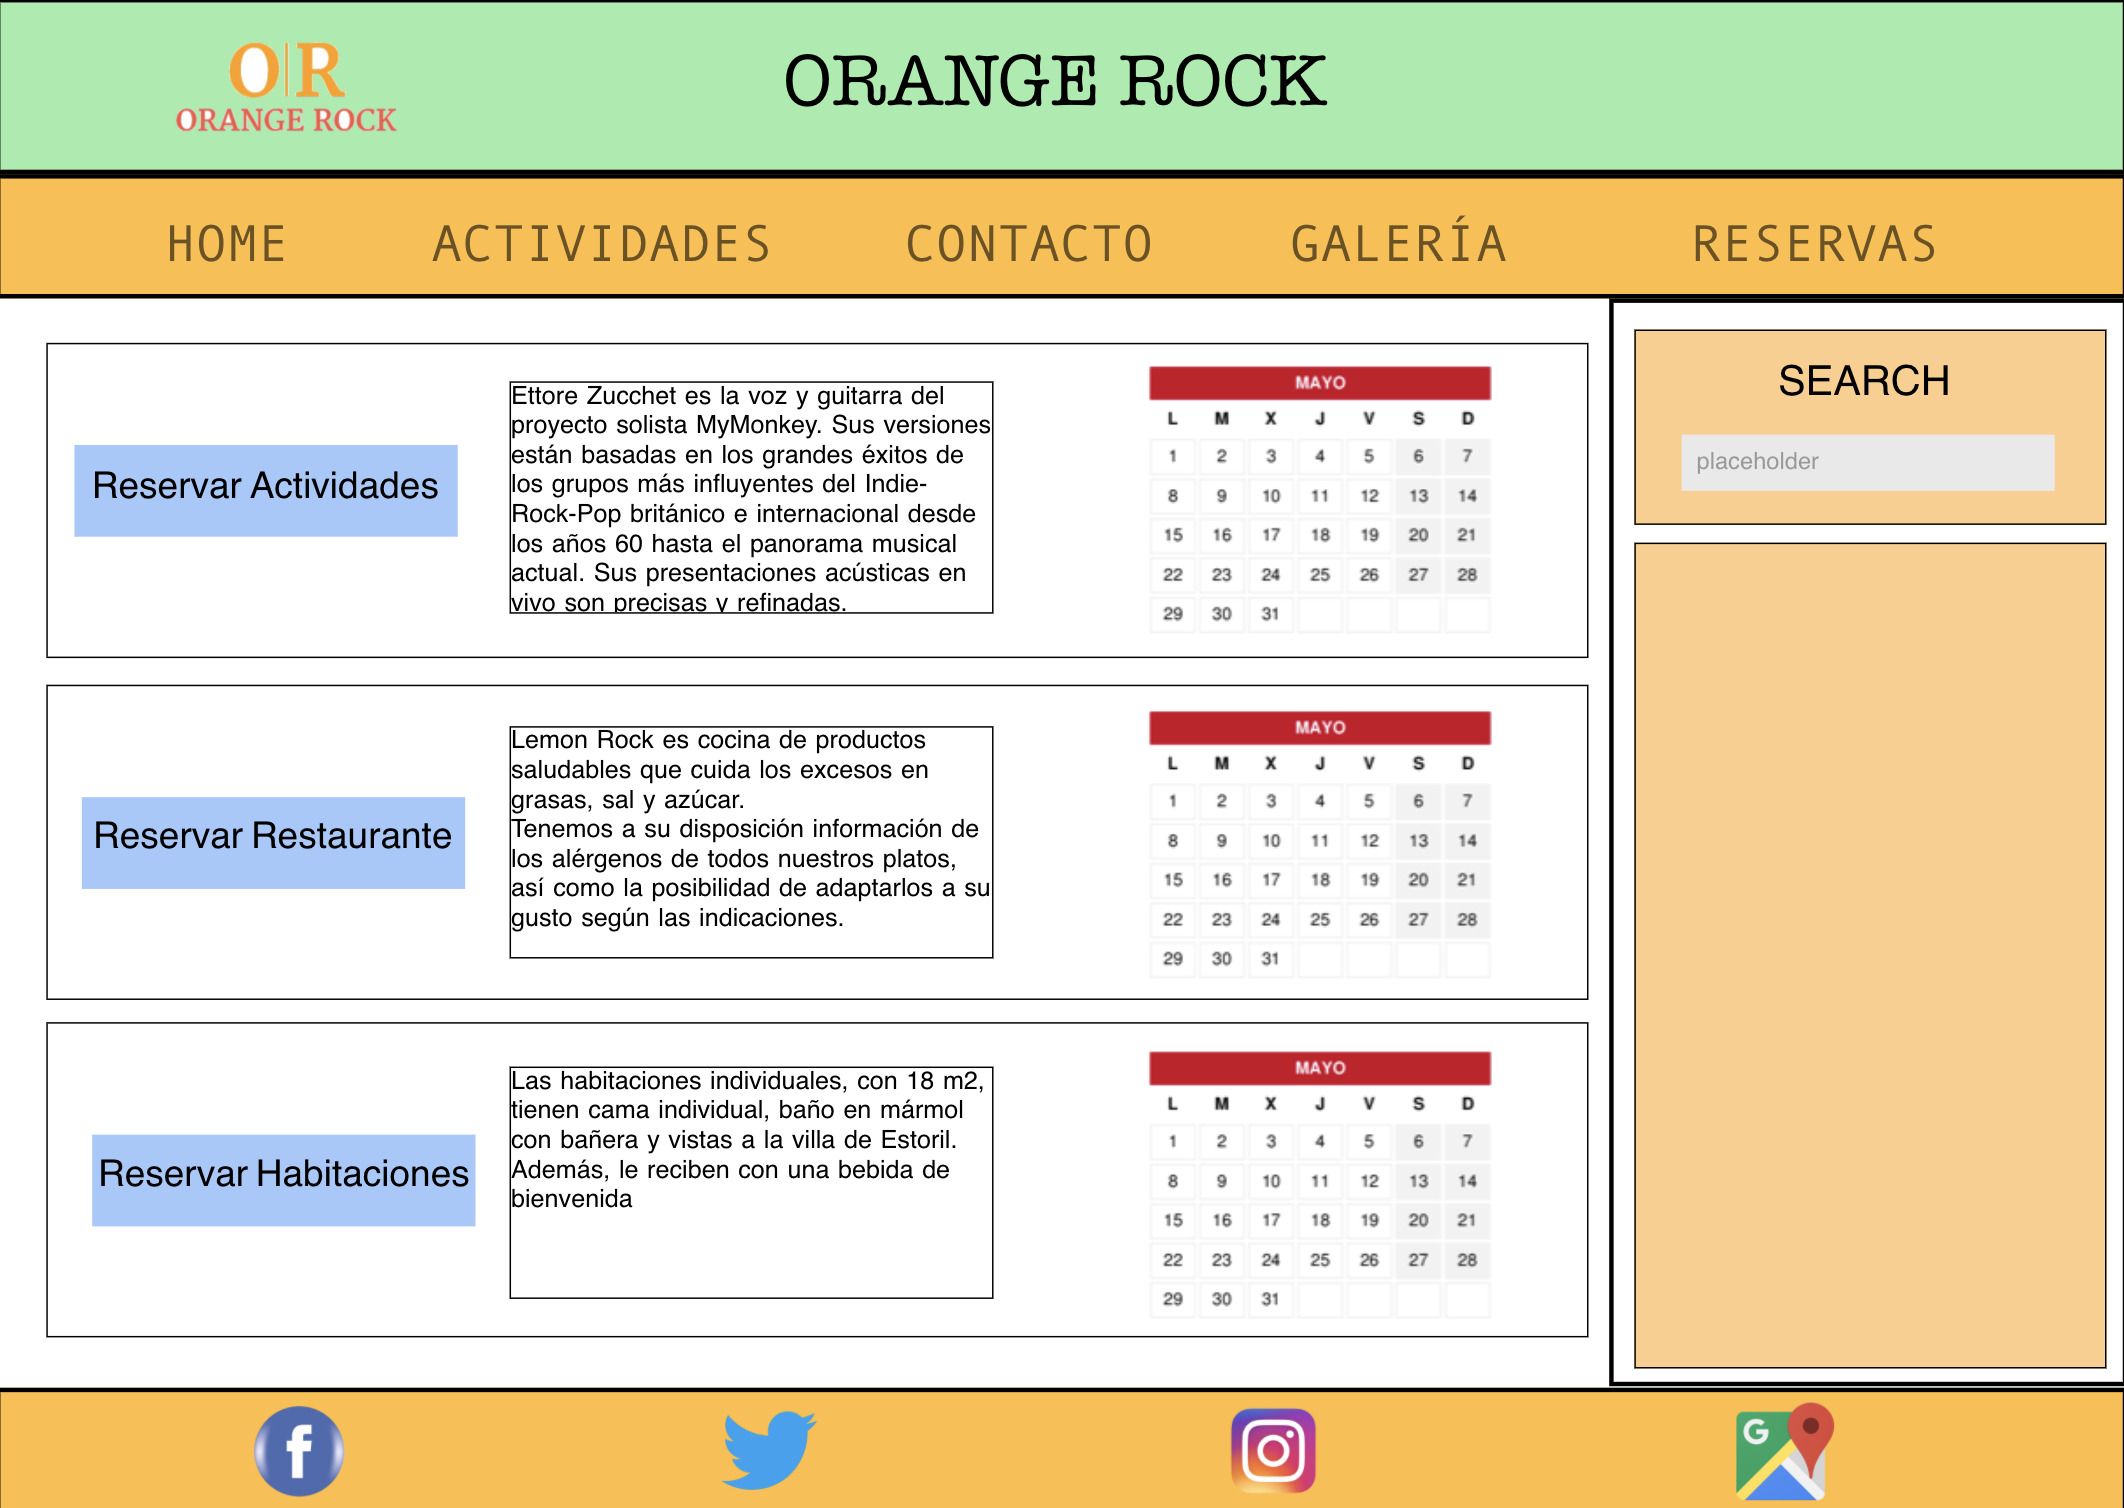 O|R
ORANGE ROCK
ORANGE ROCK
HOME ACTIVIDADES CONTACTO GALERÍA RESERVAS
Reservar Actividades
Ettore Zucchet es la voz y guitarra del
proyecto solista MyMonkey. Sus versiones
están basadas en los grandes éxitos de
los grupos más influyentes del Indie-
Rock-Pop británico e internacional desde
los años 60 hasta el panorama musical
actual. Sus presentaciones acústicas en
vivo son precisas y refinadas.
MAYO
L M X J V S D
1 2 3 4 5 6 7
8 9 10 11 12 13 14
15 16 17 18 19 20 21
22 23 24 25 26 27 28
29 30 31
Reservar Restaurante
Lemon Rock es cocina de productos
saludables que cuida los excesos en
grasas, sal y azúcar.
Tenemos a su disposición información de
los alérgenos de todos nuestros platos,
así como la posibilidad de adaptarlos a su
gusto según las indicaciones.
MAYO
L M X J V S D
1 2 3 4 5 6 7
8 9 10 11 12 13 14
15 16 17 18 19 20 21
22 23 24 25 26 27 28
29 30 31
Reservar Habitaciones
Las habitaciones individuales, con 18 m2,
tienen cama individual, baño en mármol
con bañera y vistas a la villa de Estoril.
Además, le reciben con una bebida de
bienvenida
MAYO
L M X J V S D
1 2 3 4 5 6 7
8 9 10 11 12 13 14
15 16 17 18 19 20 21
22 23 24 25 26 27 28
29 30 31
SEARCH
placeholder
f
G